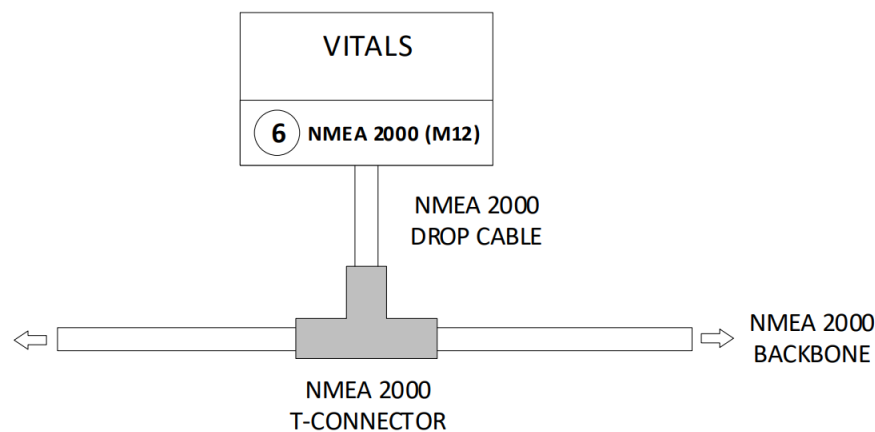 VITALS
6 NMEA 2000 (M12)
NMEA 2000
DROP CABLE
NMEA 2000
BACKBONE
NMEA 2000
T-CONNECTOR